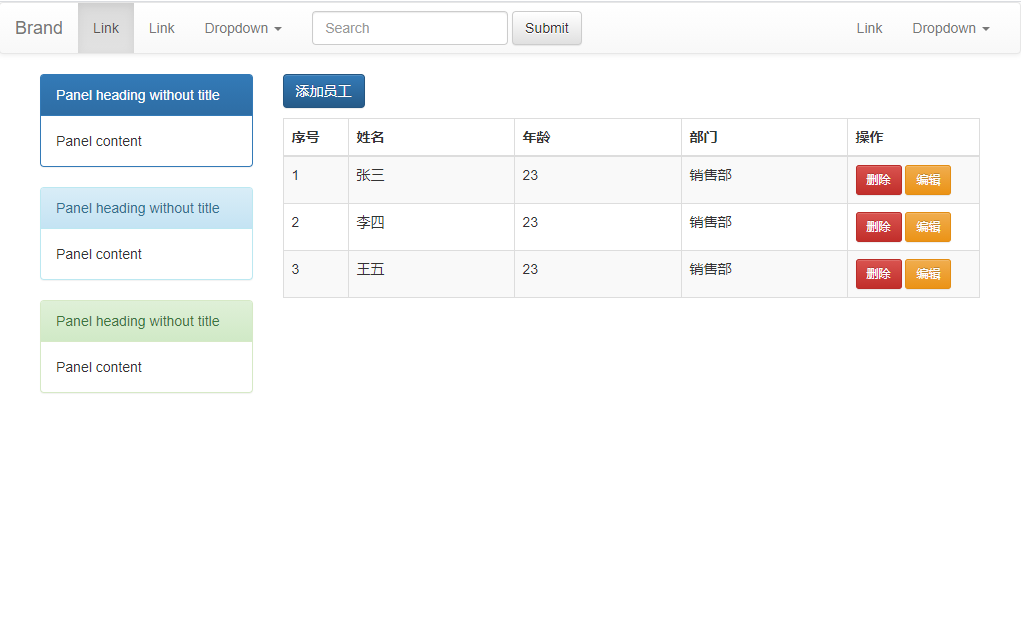 Brand Link Link Dropdown Search Submit Link Dropdown
Panel heading without title
Panel content
Panel heading without title
Panel content
Panel heading without title
Panel content
添加员工
序号 姓名 年龄 部门 操作
1 张三 23 销售部 删除 编辑
2 李四 23 销售部 删除 编辑
3 王五 23 销售部 删除 编辑